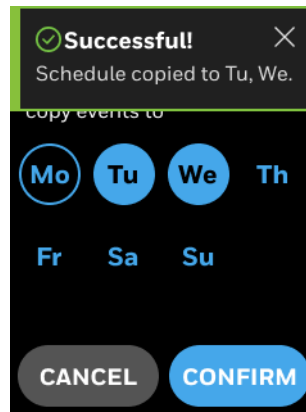 Successful!
Schedule copied to Tu, We.
copy events to
Mo Tu We Th
Fr Sa Su
CANCEL CONFIRM